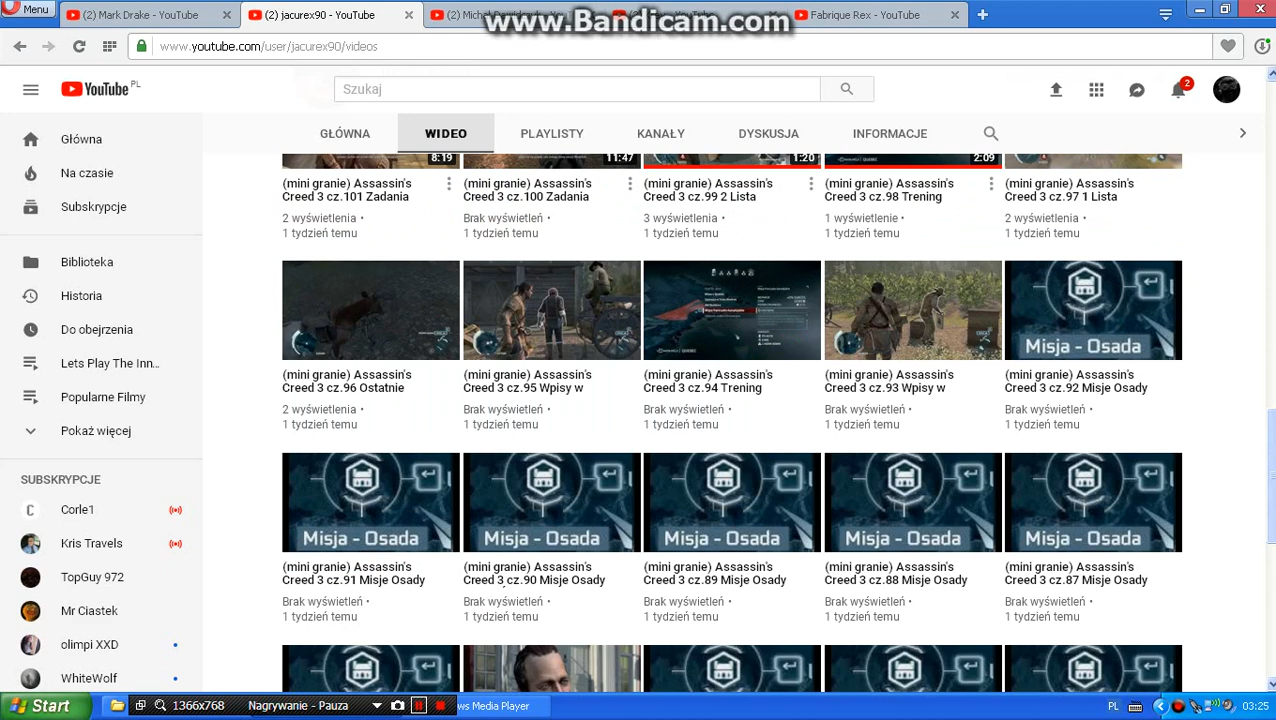 Menu
(2) Mark Drake - YouTube
(2) jacurex90 - YouTube
(2) Michel
Fabrique Rex - YouTube
www.Bandicam.com
www.youtube.com/user/jacurex90/videos
YouTube PL
Szukaj
2
GŁÓWNA
WIDEO
PLAYLISTY
KANAŁY
DYSKUSJA
INFORMACJE
Główna
Na czasie
Subskrypcje
Biblioteka
Historia
Do obejrzenia
Lets Play The Inn...
Popularne Filmy
Pokaż więcej
SUBSKRYPCJE
Corle1
Kris Travels
TopGuy 972
Mr Ciastek
olimpi XXD
WhiteWolf
8:19
11:47
1:20
2:09
(mini granie) Assassin's
Creed 3 cz.101 Zadania
2 wyświetlenia •
1 tydzień temu
(mini granie) Assassin's
Creed 3 cz.100 Zadania
Brak wyświetleń •
1 tydzień temu
(mini granie) Assassin's
Creed 3 cz.99 2 Lista
3 wyświetlenia •
1 tydzień temu
(mini granie) Assassin's
Creed 3 cz.98 Trening
1 wyświetlenie •
1 tydzień temu
(mini granie) Assassin's
Creed 3 cz.97 1 Lista
2 wyświetlenia •
1 tydzień temu
(mini granie) Assassin's
Creed 3 cz.96 Ostatnie
2 wyświetlenia •
1 tydzień temu
(mini granie) Assassin's
Creed 3 cz.95 Wpisy w
Brak wyświetleń •
1 tydzień temu
(mini granie) Assassin's
Creed 3 cz.94 Trening
Brak wyświetleń •
1 tydzień temu
(mini granie) Assassin's
Creed 3 cz.93 Wpisy w
Brak wyświetleń •
1 tydzień temu
Misja - Osada
(mini granie) Assassin's
Creed 3 cz.92 Misje Osady
Brak wyświetleń •
1 tydzień temu
Misja - Osada
(mini granie) Assassin's
Creed 3 cz.91 Misje Osady
Brak wyświetleń •
1 tydzień temu
Misja - Osada
(mini granie) Assassin's
Creed 3 cz.90 Misje Osady
Brak wyświetleń •
1 tydzień temu
Misja - Osada
(mini granie) Assassin's
Creed 3 cz.89 Misje Osady
Brak wyświetleń •
1 tydzień temu
Misja - Osada
(mini granie) Assassin's
Creed 3 cz.88 Misje Osady
Brak wyświetleń •
1 tydzień temu
Misja - Osada
(mini granie) Assassin's
Creed 3 cz.87 Misje Osady
Brak wyświetleń •
1 tydzień temu
Start
1366x768
Nagrywanie - Pauza
ws Media Player
PL
03:25